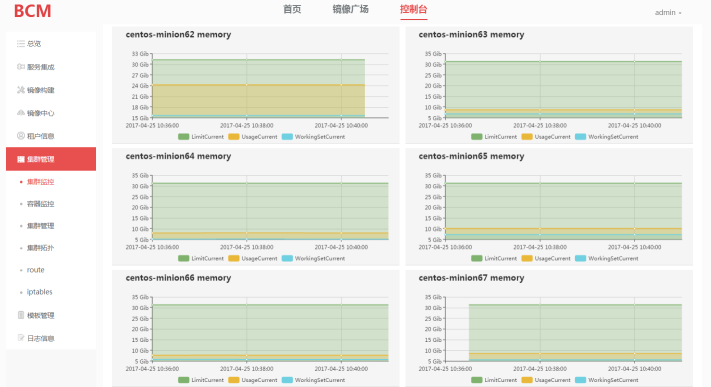 BCM
首页 镜像广场 控制台
admin
总览
服务集成
镜像构建
镜像中心
租户信息
集群管理
集群监控
容器监控
集群管理
集群拓扑
route
iptables
模板管理
日志信息
centos-minion62 memory
33 Gib
30 Gib
27 Gib
24 Gib
21 Gib
18 Gib
15 Gib
2017-04-25 10:36:00 2017-04-25 10:38:00 2017-04-25 10:40:00
LimitCurrent UsageCurrent WorkingSetCurrent
centos-minion63 memory
35 Gib
30 Gib
25 Gib
20 Gib
15 Gib
10 Gib
5 Gib
2017-04-25 10:36:00 2017-04-25 10:38:00 2017-04-25 10:40:00
LimitCurrent UsageCurrent WorkingSetCurrent
centos-minion64 memory
35 Gib
30 Gib
25 Gib
20 Gib
15 Gib
10 Gib
5 Gib
2017-04-25 10:36:00 2017-04-25 10:38:00 2017-04-25 10:40:00
LimitCurrent UsageCurrent WorkingSetCurrent
centos-minion65 memory
35 Gib
30 Gib
25 Gib
20 Gib
15 Gib
10 Gib
5 Gib
2017-04-25 10:36:00 2017-04-25 10:38:00 2017-04-25 10:40:00
LimitCurrent UsageCurrent WorkingSetCurrent
centos-minion66 memory
35 Gib
30 Gib
25 Gib
20 Gib
15 Gib
10 Gib
5 Gib
2017-04-25 10:36:00 2017-04-25 10:38:00 2017-04-25 10:40:00
LimitCurrent UsageCurrent WorkingSetCurrent
centos-minion67 memory
35 Gib
30 Gib
25 Gib
20 Gib
15 Gib
10 Gib
5 Gib
2017-04-25 10:36:00 2017-04-25 10:38:00 2017-04-25 10:40:00
LimitCurrent UsageCurrent WorkingSetCurrent